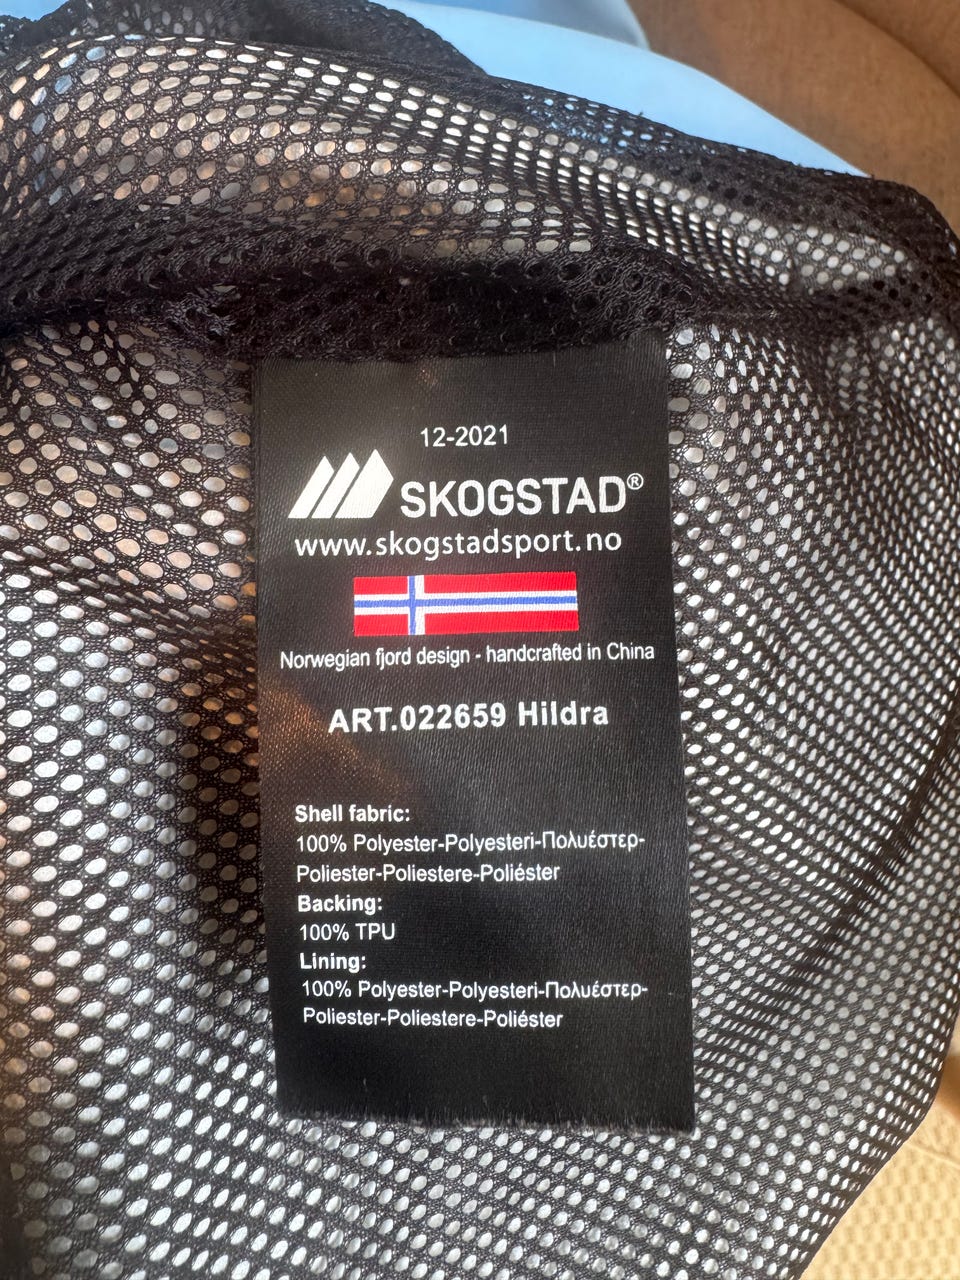 12-2021
SKOGSTAD®
www.skogstadsport.no
Norwegian fjord design - handcrafted in China
ART.022659 Hildra
Shell fabric:
100% Polyester-Polyesteri-Πολυέστερ-
Poliester-Poliestere-Poliéster
Backing:
100% TPU
Lining:
100% Polyester-Polyesteri-Πολυέστερ-
Poliester-Poliestere-Poliéster